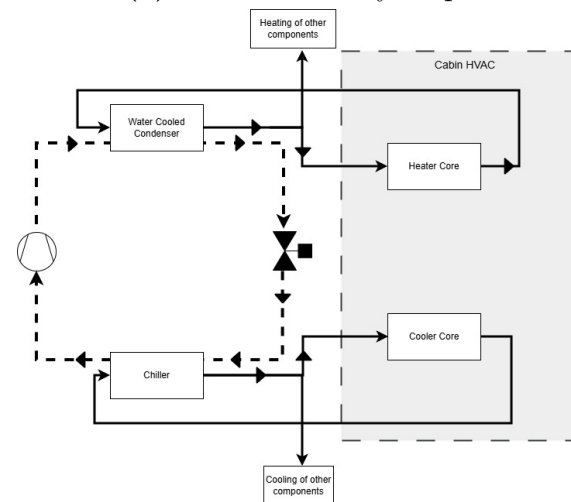 Heating of other
components
Cabin HVAC
Water Cooled
Condenser
Heater Core
Cooler Core
Chiller
Cooling of other
components